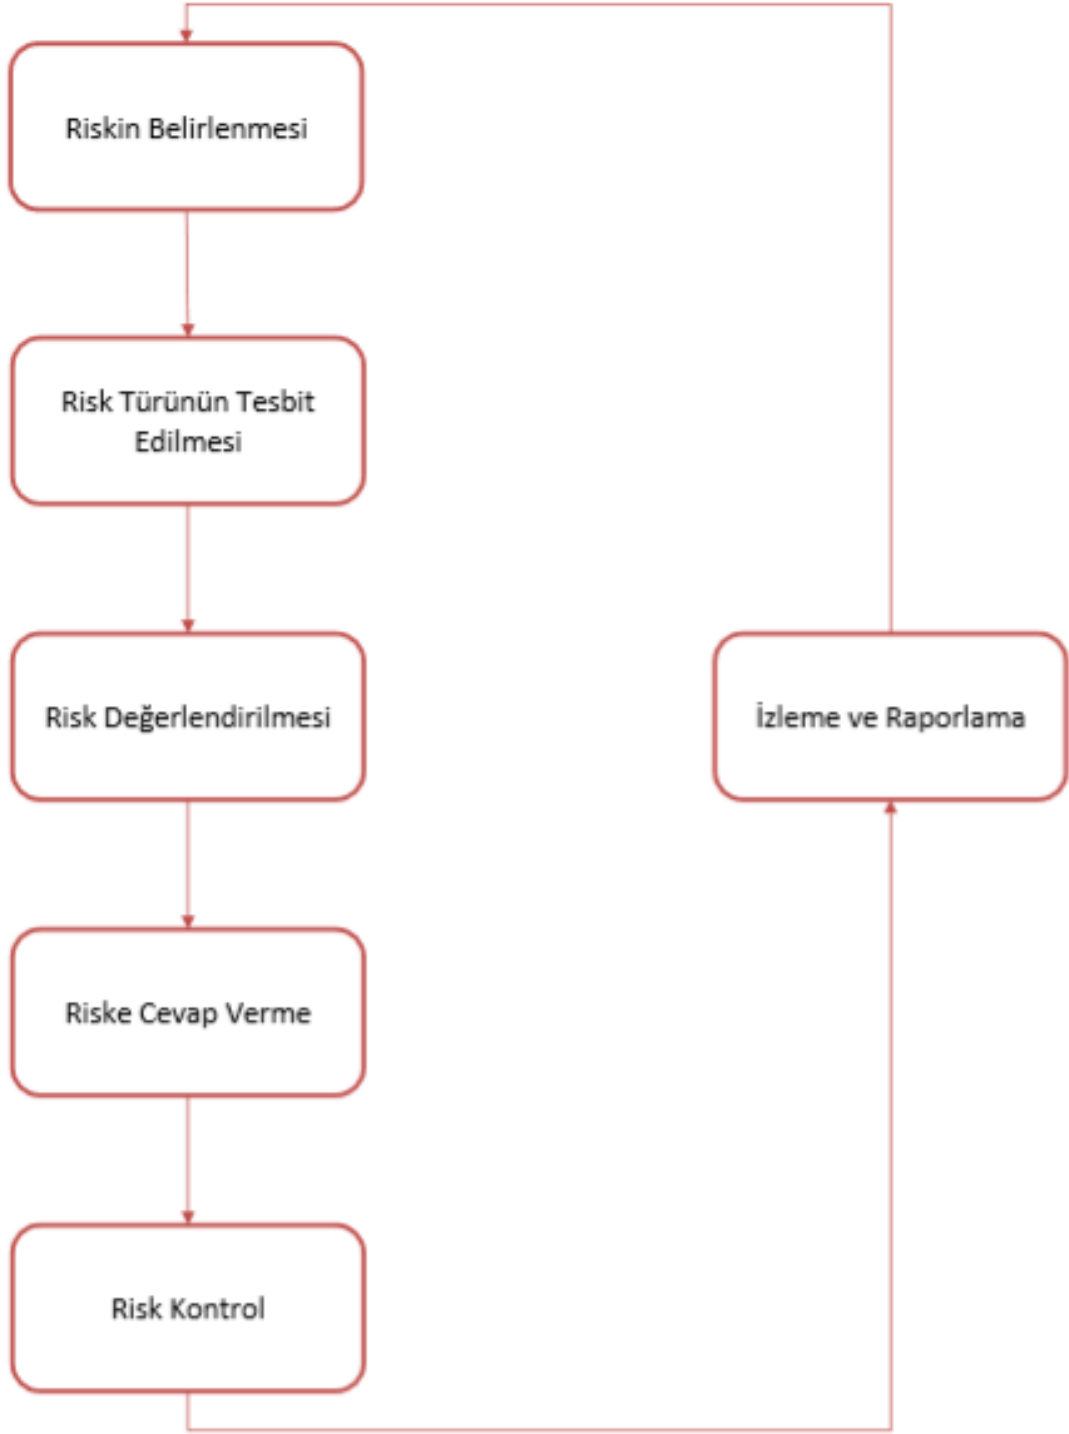 Riskin Belirlenmesi
Risk Türünün Tesbit
Edilmesi
Risk Değerlendirilmesi
İzleme ve Raporlama
Riske Cevap Verme
Risk Kontrol